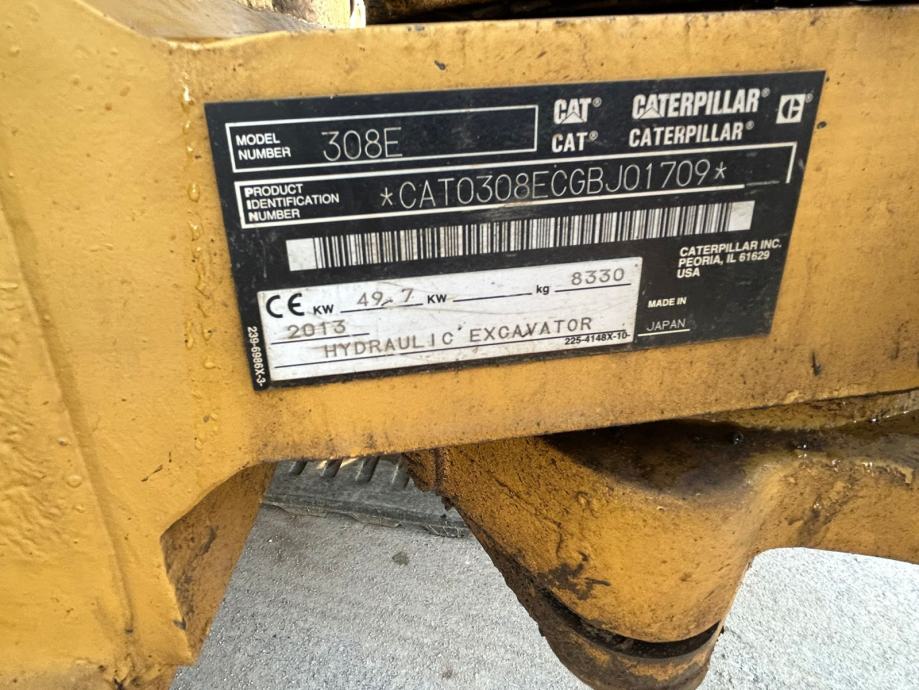 MODEL NUMBER 308E
CAT® CATERPILLAR®
CAT® CATERPILLAR®
PRODUCT IDENTIFICATION NUMBER *CAT0308ECGBJ01709*
CATERPILLAR INC.
PEORIA, IL 61629
USA
CE KW 49.7 KW kg 8330
2013
HYDRAULIC EXCAVATOR
225-4148X-10-
MADE IN
JAPAN
239-6986X-3-